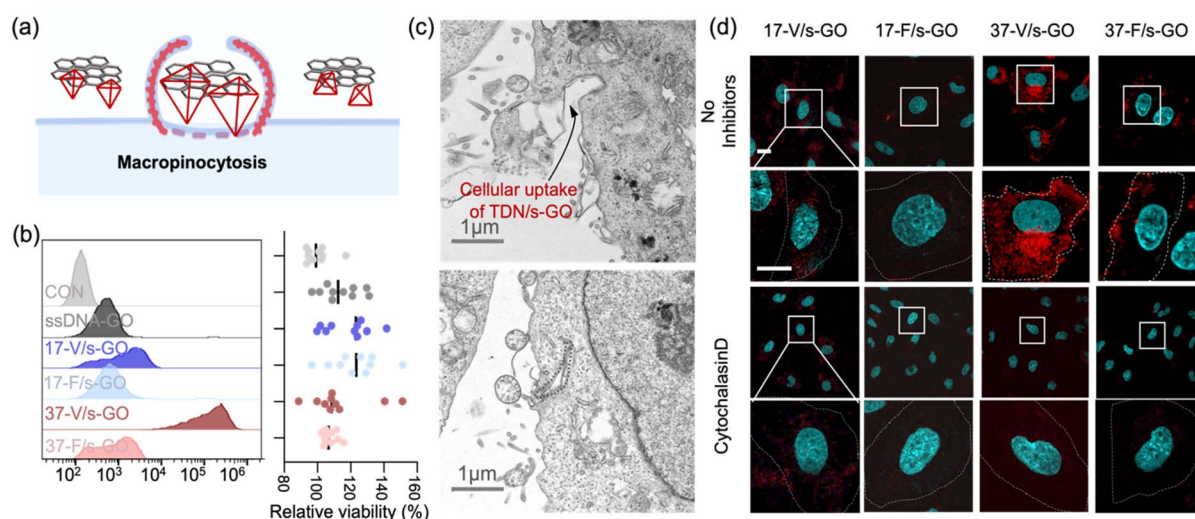 (a)
Macropinocytosis
(b)
CON
ssDNA-GO
17-V/s-GO
17-F/s-GO
37-V/s-GO
37-F/s-GO
10² 10³ 10⁴ 10⁵ 10⁶
80 100 120 140 160
Relative viability (%)
(c)
Cellular uptake
of TDN/s-GO
1μm
1μm
(d)
17-V/s-GO 17-F/s-GO 37-V/s-GO 37-F/s-GO
No
Inhibitors
CytochalasinD